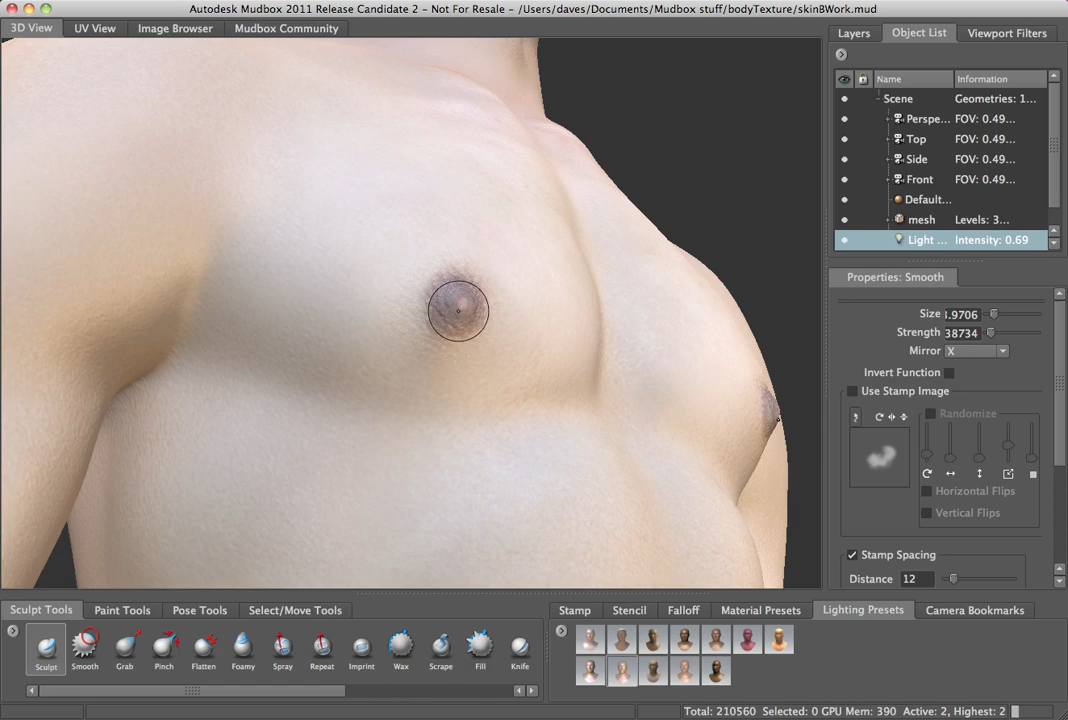 Autodesk Mudbox 2011 Release Candidate 2 - Not For Resale - /Users/daves/Documents/Mudbox stuff/bodyTexture/skinBWork.mud
3D View UV View Image Browser Mudbox Community
Layers Object List Viewport Filters
Name Information
Scene Geometries: 1...
Perspe... FOV: 0.49...
Top FOV: 0.49...
Side FOV: 0.49...
Front FOV: 0.49...
Default...
mesh Levels: 3...
Light ... Intensity: 0.69
Properties: Smooth
Size .9706
Strength 38734
Mirror X
Invert Function
Use Stamp Image
Randomize
Horizontal Flips
Vertical Flips
Stamp Spacing
Distance 12
Sculpt Tools Paint Tools Pose Tools Select/Move Tools
Stamp Stencil Falloff Material Presets Lighting Presets Camera Bookmarks
Sculpt Smooth Grab Pinch Flatten Foamy Spray Repeat Imprint Wax Scrape Fill Knife
Total: 210560 Selected: 0 GPU Mem: 390 Active: 2, Highest: 2